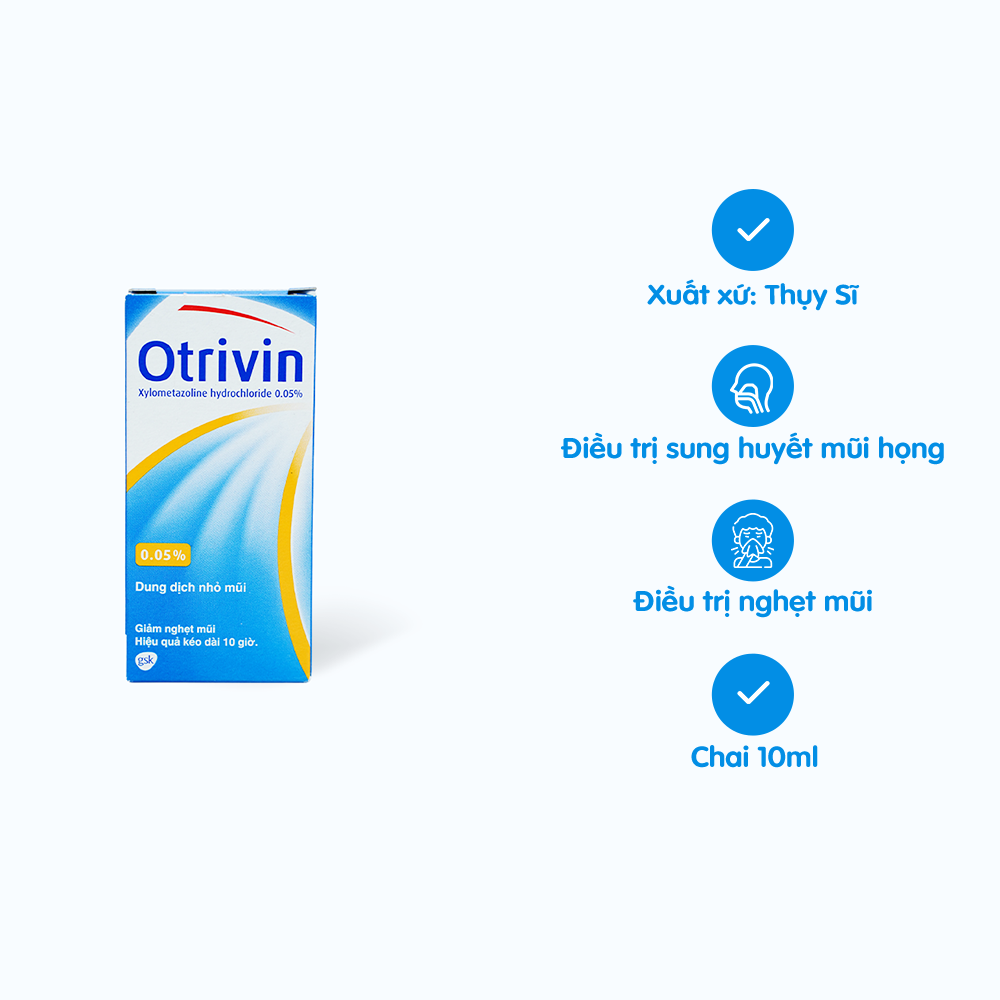 Otrivin
Xylometazoline hydrochloride 0.05%
0.05%
Dung dịch nhỏ mũi
Giảm nghẹt mũi
Hiệu quả kéo dài 10 giờ.
gsk
Xuất xứ: Thụy Sĩ
Điều trị sung huyết mũi họng
Điều trị nghẹt mũi
Chai 10ml